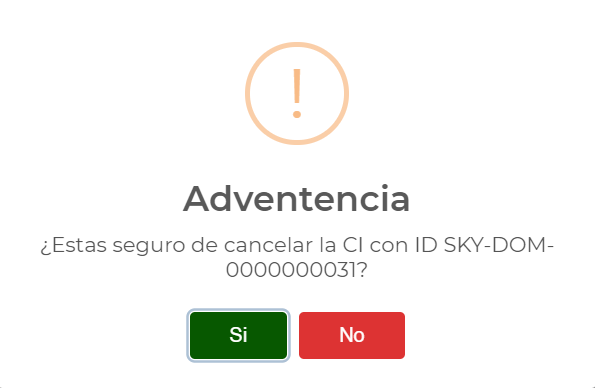 !
Adventencia
¿Estas seguro de cancelar la CI con ID SKY-DOM-
0000000031?
Si No